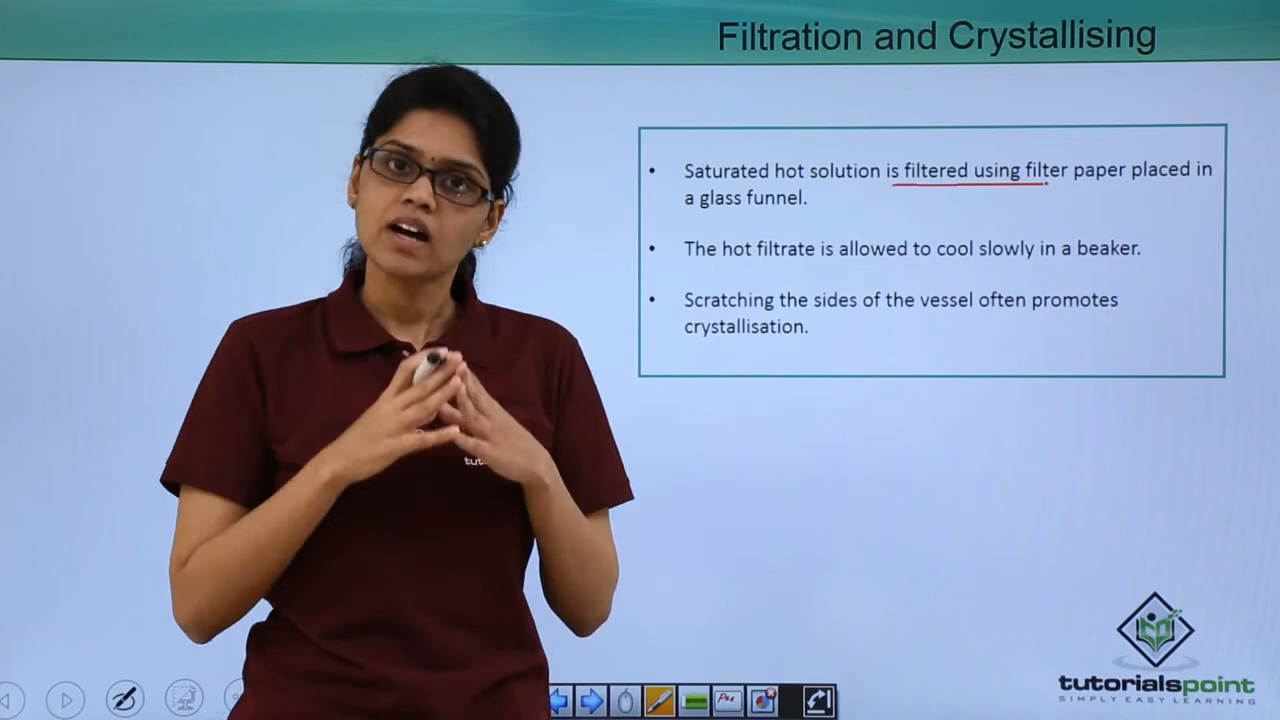 Filtration and Crystallising
• Saturated hot solution is filtered using filter paper placed in
a glass funnel.
• The hot filtrate is allowed to cool slowly in a beaker.
• Scratching the sides of the vessel often promotes
crystallisation.
tut
tutorialspoint
SIMPLY EASY LEARNING